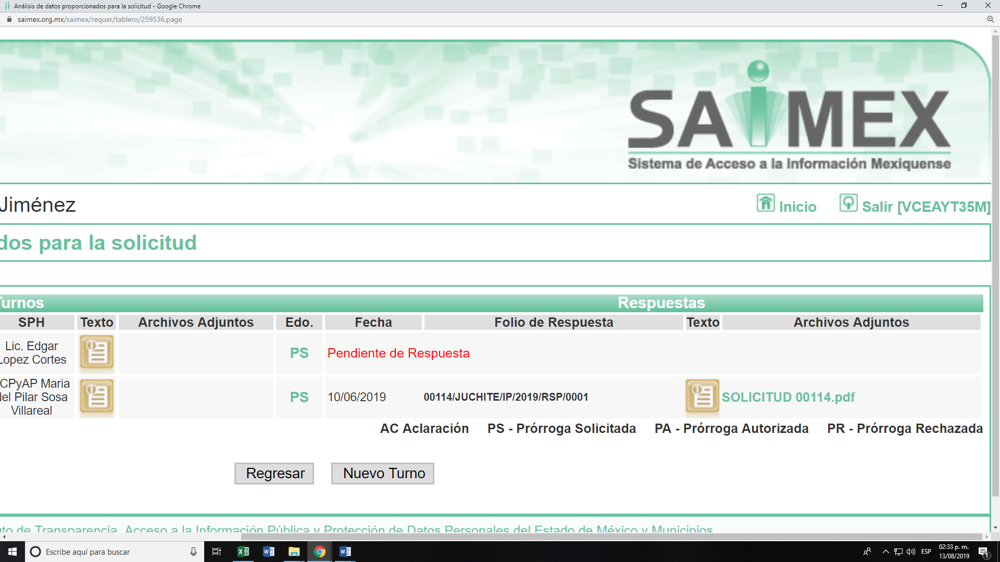 Análisis de datos proporcionados para la solicitud - Google Chrome
saimex.org.mx/saimex/requer/tablero/259536.page
SAIMEX
Sistema de Acceso a la Información Mexiquense
Jiménez
Inicio
Salir [VCEAYT35M]
dos para la solicitud
Turnos
Respuestas
SPH Texto Archivos Adjuntos Edo. Fecha Folio de Respuesta Texto Archivos Adjuntos
Lic. Edgar
Lopez Cortes
PS Pendiente de Respuesta
CPyAP Maria
del Pilar Sosa
Villareal
PS 10/06/2019 00114/JUCHITE/IP/2019/RSP/0001 SOLICITUD 00114.pdf
AC Aclaración PS - Prórroga Solicitada PA - Prórroga Autorizada PR - Prórroga Rechazada
Regresar Nuevo Turno
uto de Transparencia, Acceso a la Información Pública y Protección de Datos Personales del Estado de México y Municipios
Escribe aquí para buscar
ESP
02:33 p. m.
13/08/2019
1